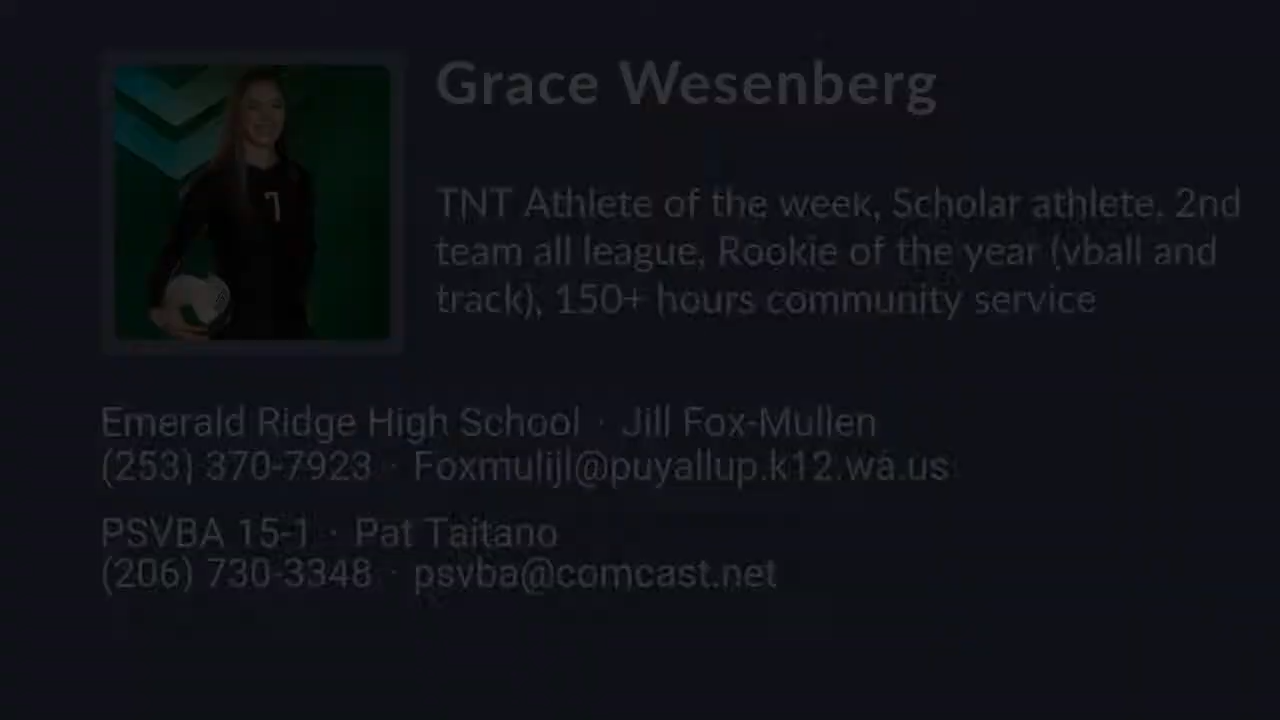 Grace Wesenberg
TNT Athlete of the week, Scholar athlete. 2nd
team all league, Rookie of the year (vball and
track), 150+ hours community service
7
Emerald Ridge High School · Jill Fox-Mullen
(253) 370-7923 · Foxmulijl@puyallup.k12.wa.us
PSVBA 15-1 · Pat Taitano
(206) 730-3348 · psvba@comcast.net